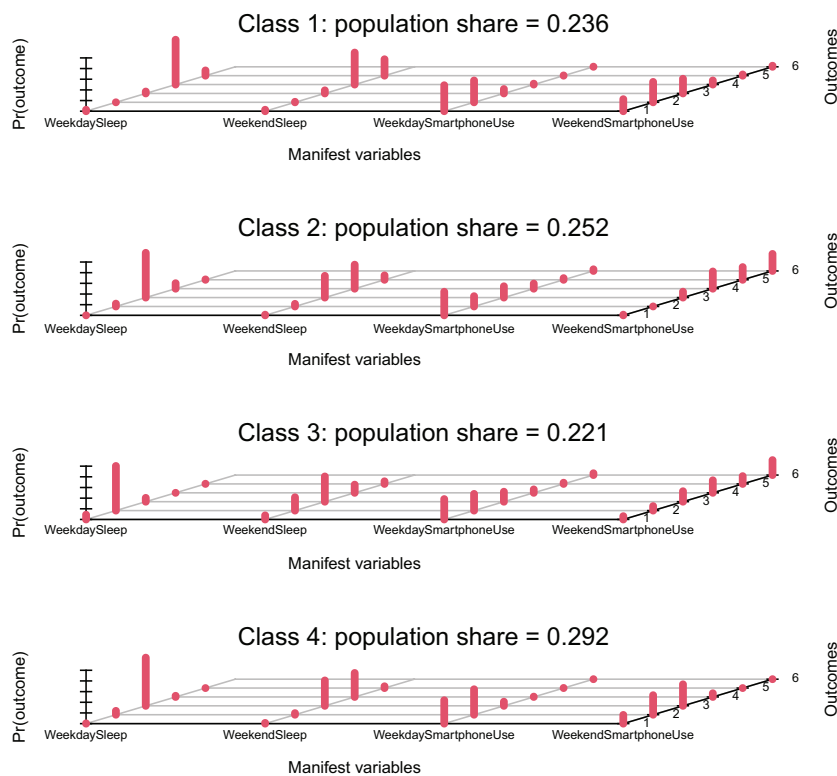 Class 1: population share = 0.236
Pr(outcome)
Outcomes
1 2 3 4 5 6
WeekdaySleep WeekendSleep WeekdaySmartphoneUse WeekendSmartphoneUse
Manifest variables
Class 2: population share = 0.252
Pr(outcome)
Outcomes
1 2 3 4 5 6
WeekdaySleep WeekendSleep WeekdaySmartphoneUse WeekendSmartphoneUse
Manifest variables
Class 3: population share = 0.221
Pr(outcome)
Outcomes
1 2 3 4 5 6
WeekdaySleep WeekendSleep WeekdaySmartphoneUse WeekendSmartphoneUse
Manifest variables
Class 4: population share = 0.292
Pr(outcome)
Outcomes
1 2 3 4 5 6
WeekdaySleep WeekendSleep WeekdaySmartphoneUse WeekendSmartphoneUse
Manifest variables